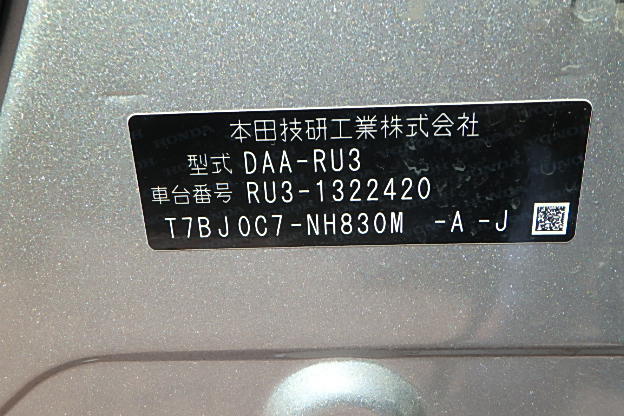 本田技研工業株式会社
型式 DAA-RU3
車台番号 RU3-1322420
T7BJ0C7-NH830M -A -J